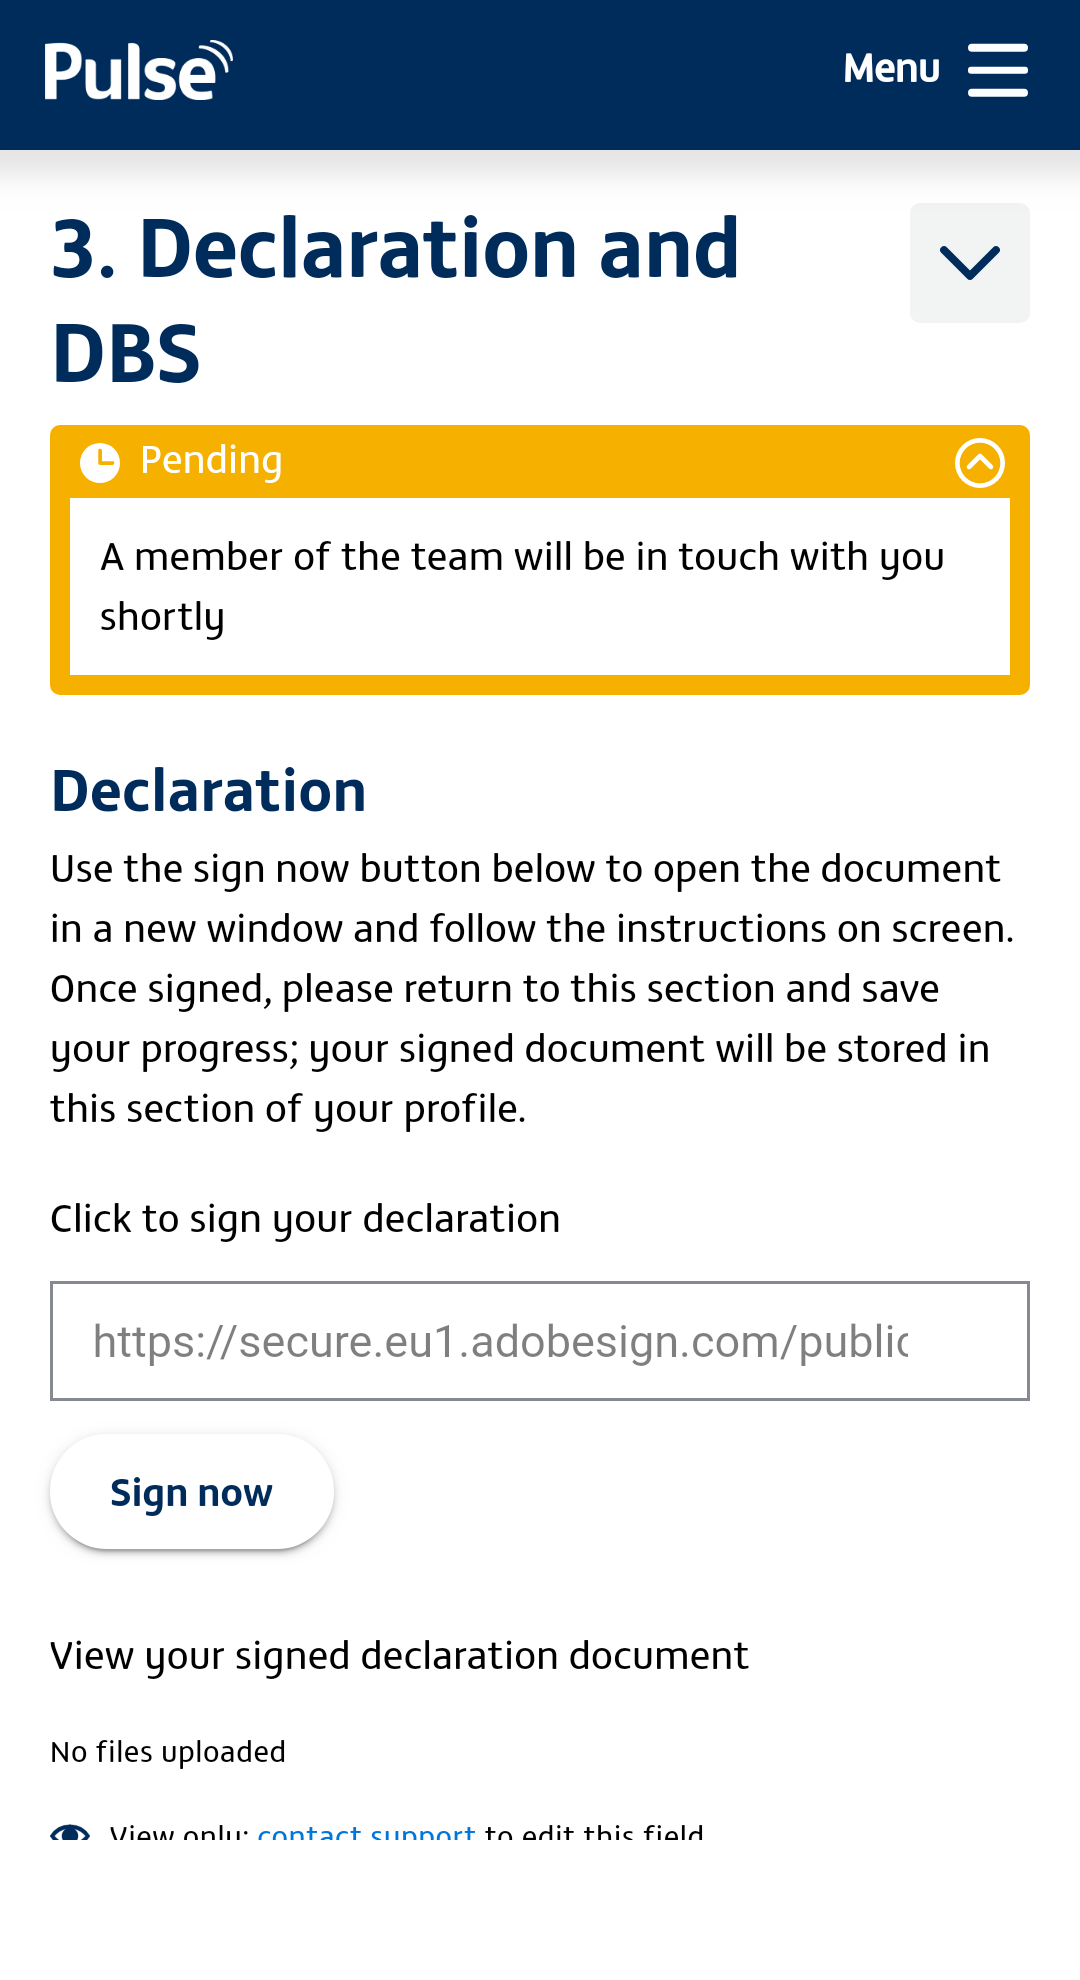 Pulse
Menu
3. Declaration and
DBS
Pending
A member of the team will be in touch with you
shortly
Declaration
Use the sign now button below to open the document
in a new window and follow the instructions on screen.
Once signed, please return to this section and save
your progress; your signed document will be stored in
this section of your profile.
Click to sign your declaration
https://secure.eu1.adobesign.com/public
Sign now
View your signed declaration document
No files uploaded
View only: contact support to edit this field